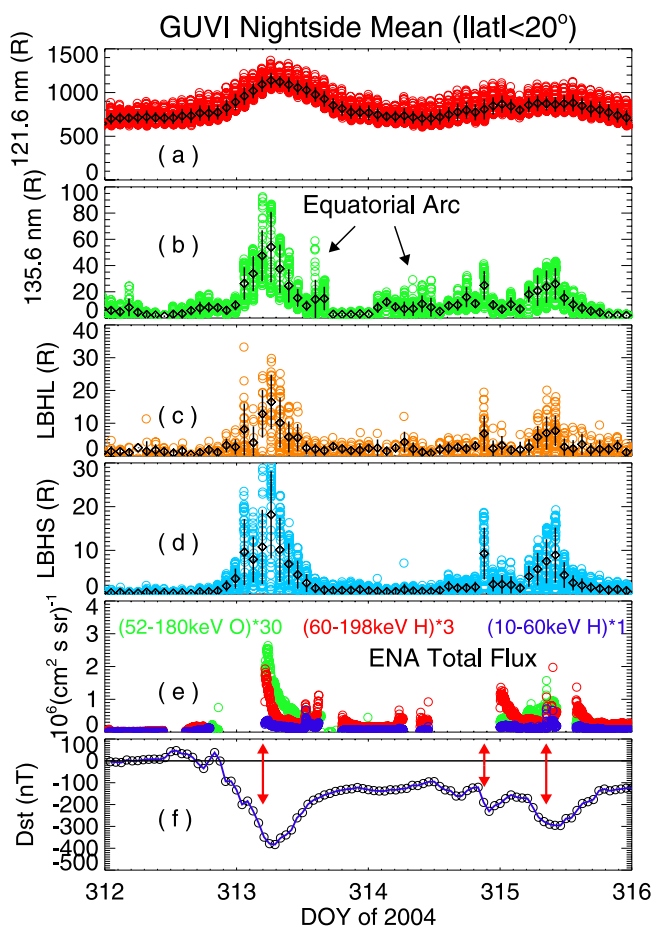 GUVI Nightside Mean (|lat|<20°)
1500
1000
500
0
121.6 nm (R)
( a )
100
80
60
40
20
0
135.6 nm (R)
Equatorial Arc
( b )
40
30
20
10
0
LBHL (R)
( c )
30
20
10
0
LBHS (R)
( d )
4
3
2
1
0
10⁶(cm² s sr)⁻¹
(52-180keV O)*30 (60-198keV H)*3 (10-60keV H)*1
ENA Total Flux
( e )
100
0
-100
-200
-300
-400
-500
Dst (nT)
( f )
312 313 314 315 316
DOY of 2004